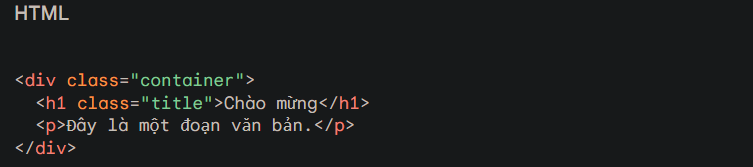 HTML
<div class="container">
  <h1 class="title">Chào mừng</h1>
  <p>Đây là một đoạn văn bản.</p>
</div>